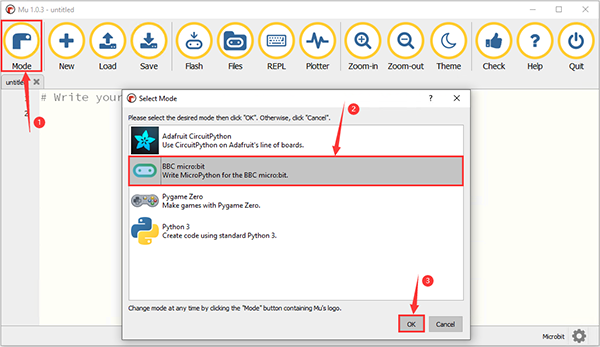 Mu 1.0.3 - untitled
Mode New Load Save Flash Files REPL Plotter Zoom-in Zoom-out Theme Check Help Quit
1
# Write your
2
Select Mode
?
2
Please select the desired mode then click "OK". Otherwise, click "Cancel".
Adafruit CircuitPython
Use CircuitPython on Adafruit's line of boards.
BBC micro:bit
Write MicroPython for the BBC micro:bit.
Pygame Zero
Make games with Pygame Zero.
Python 3
Create code using standard Python 3.
3
Change mode at any time by clicking the "Mode" button containing Mu's logo.
OK Cancel
Microbit